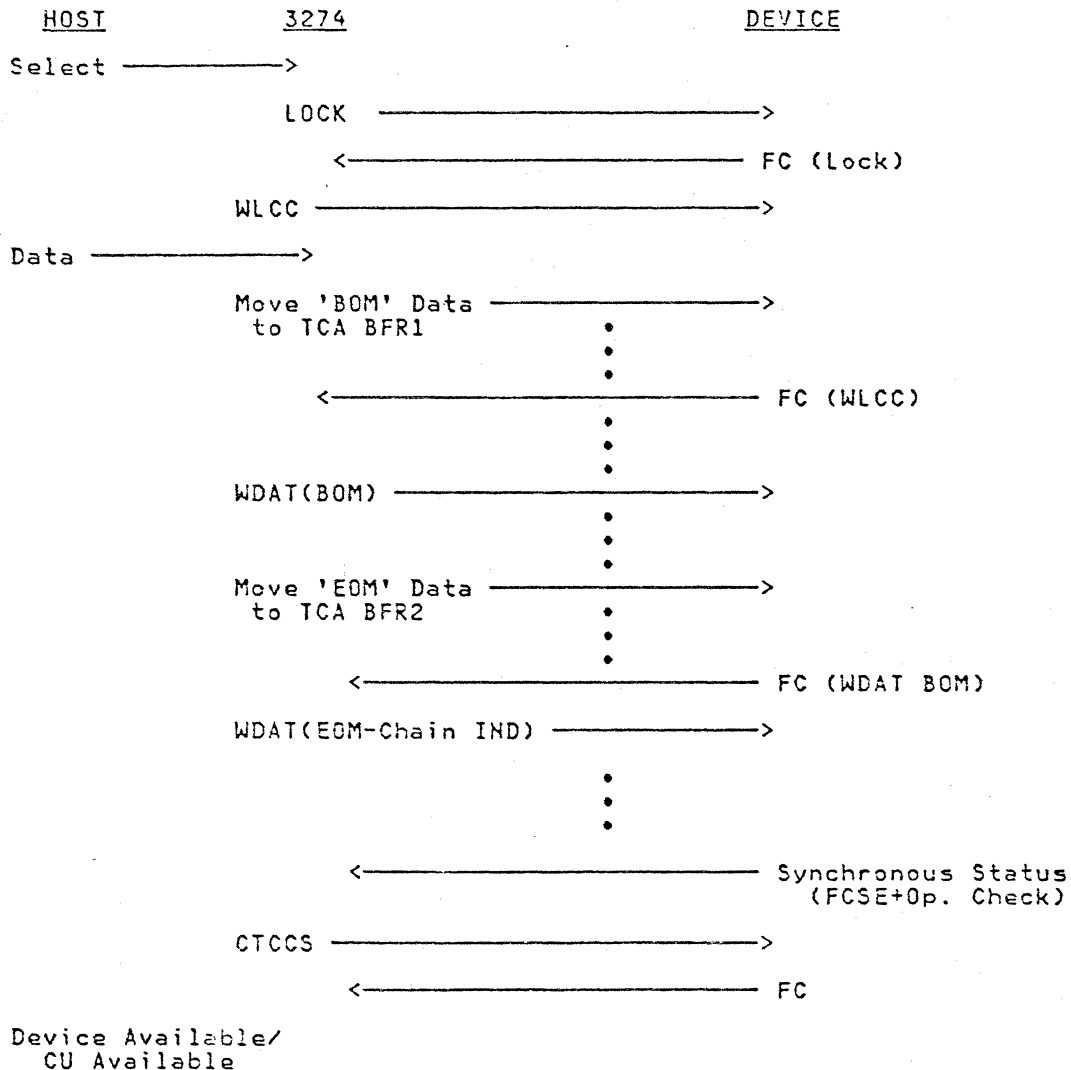 HOST 3274 DEVICE
Select
LOCK
FC (Lock)
WLCC
Data
Move 'BOM' Data
to TCA BFR1
FC (WLCC)
WDAT(BOM)
Move 'EOM' Data
to TCA BFR2
FC (WDAT BOM)
WDAT(EOM-Chain IND)
Synchronous Status
(FCSE+Op. Check)
CTCCS
FC
Device Available/
CU Available